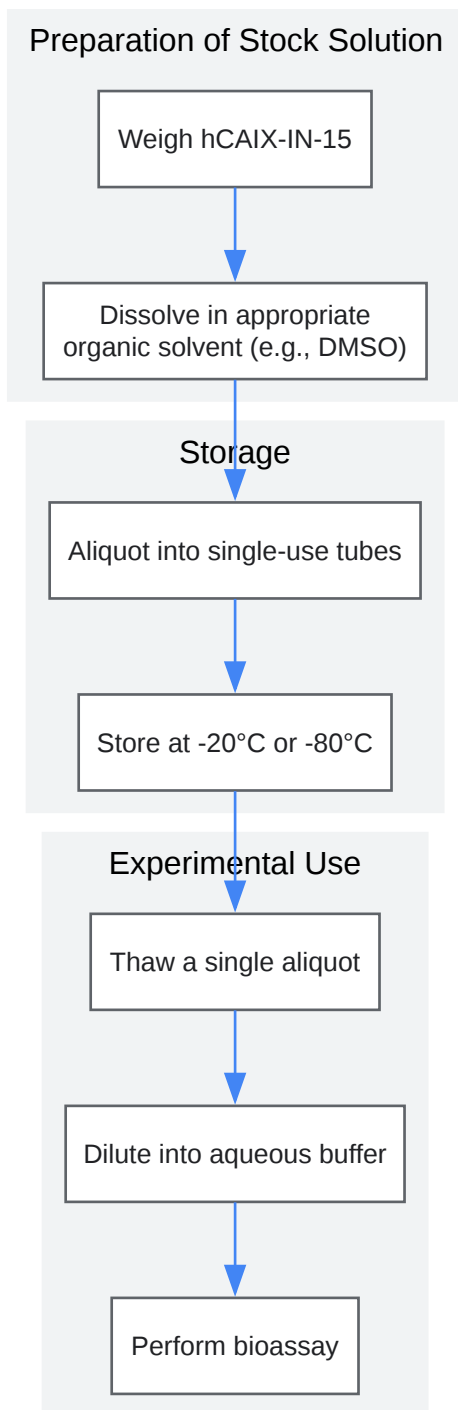 Preparation of Stock Solution
Weigh hCAIX-IN-15
Dissolve in appropriate
organic solvent (e.g., DMSO)
Storage
Aliquot into single-use tubes
Store at -20°C or -80°C
Experimental Use
Thaw a single aliquot
Dilute into aqueous buffer
Perform bioassay